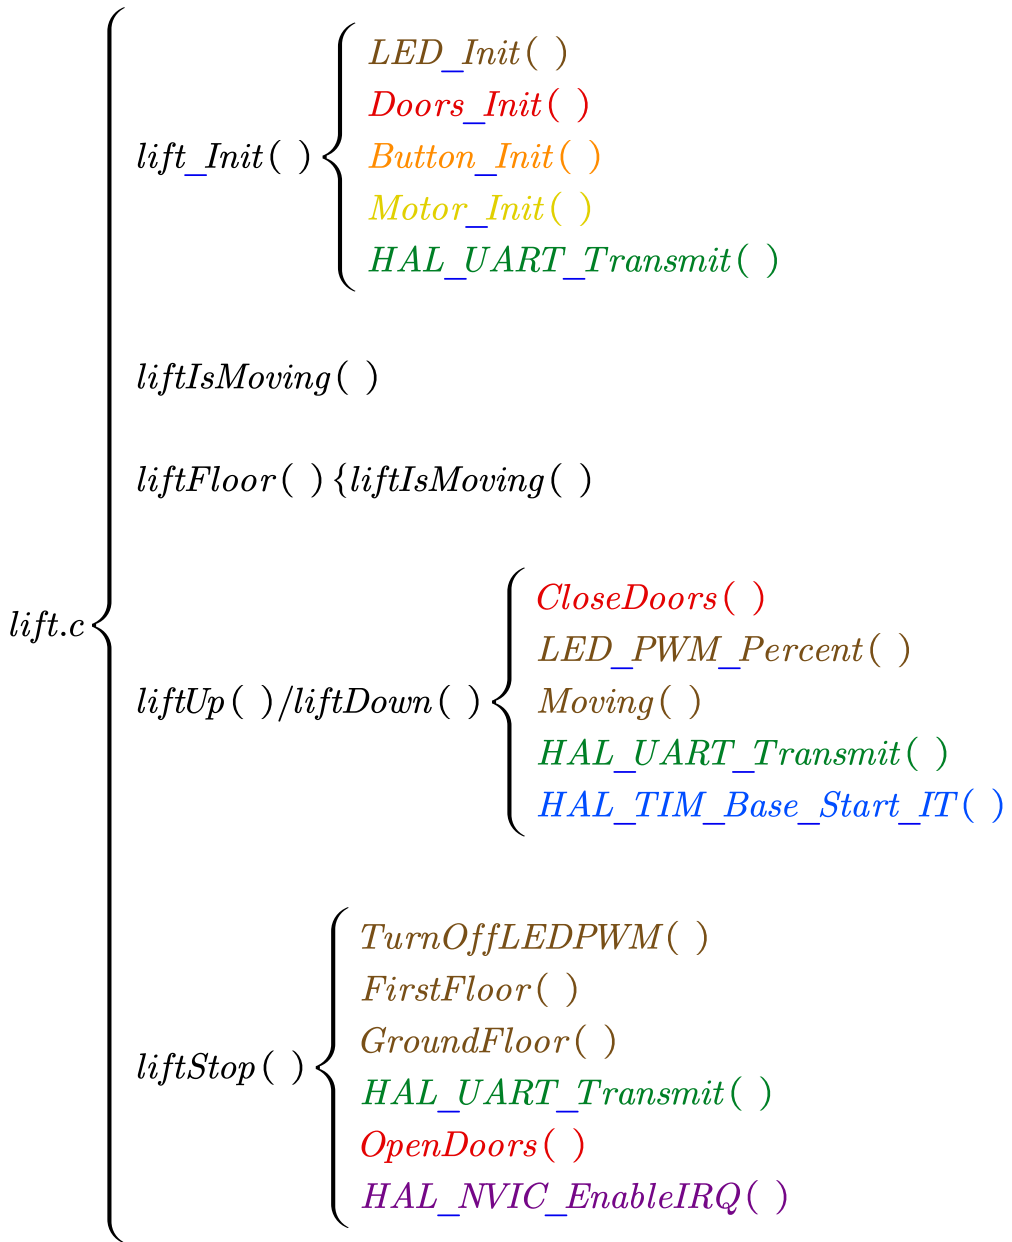 lift.c
lift_Init( )
LED_Init( )
Doors_Init( )
Button_Init( )
Motor_Init( )
HAL_UART_Transmit( )
liftIsMoving( )
liftFloor( ) {liftIsMoving( )
liftUp( )/liftDown( )
CloseDoors( )
LED_PWM_Percent( )
Moving( )
HAL_UART_Transmit( )
HAL_TIM_Base_Start_IT( )
liftStop( )
TurnOffLEDPWM( )
FirstFloor( )
GroundFloor( )
HAL_UART_Transmit( )
OpenDoors( )
HAL_NVIC_EnableIRQ( )